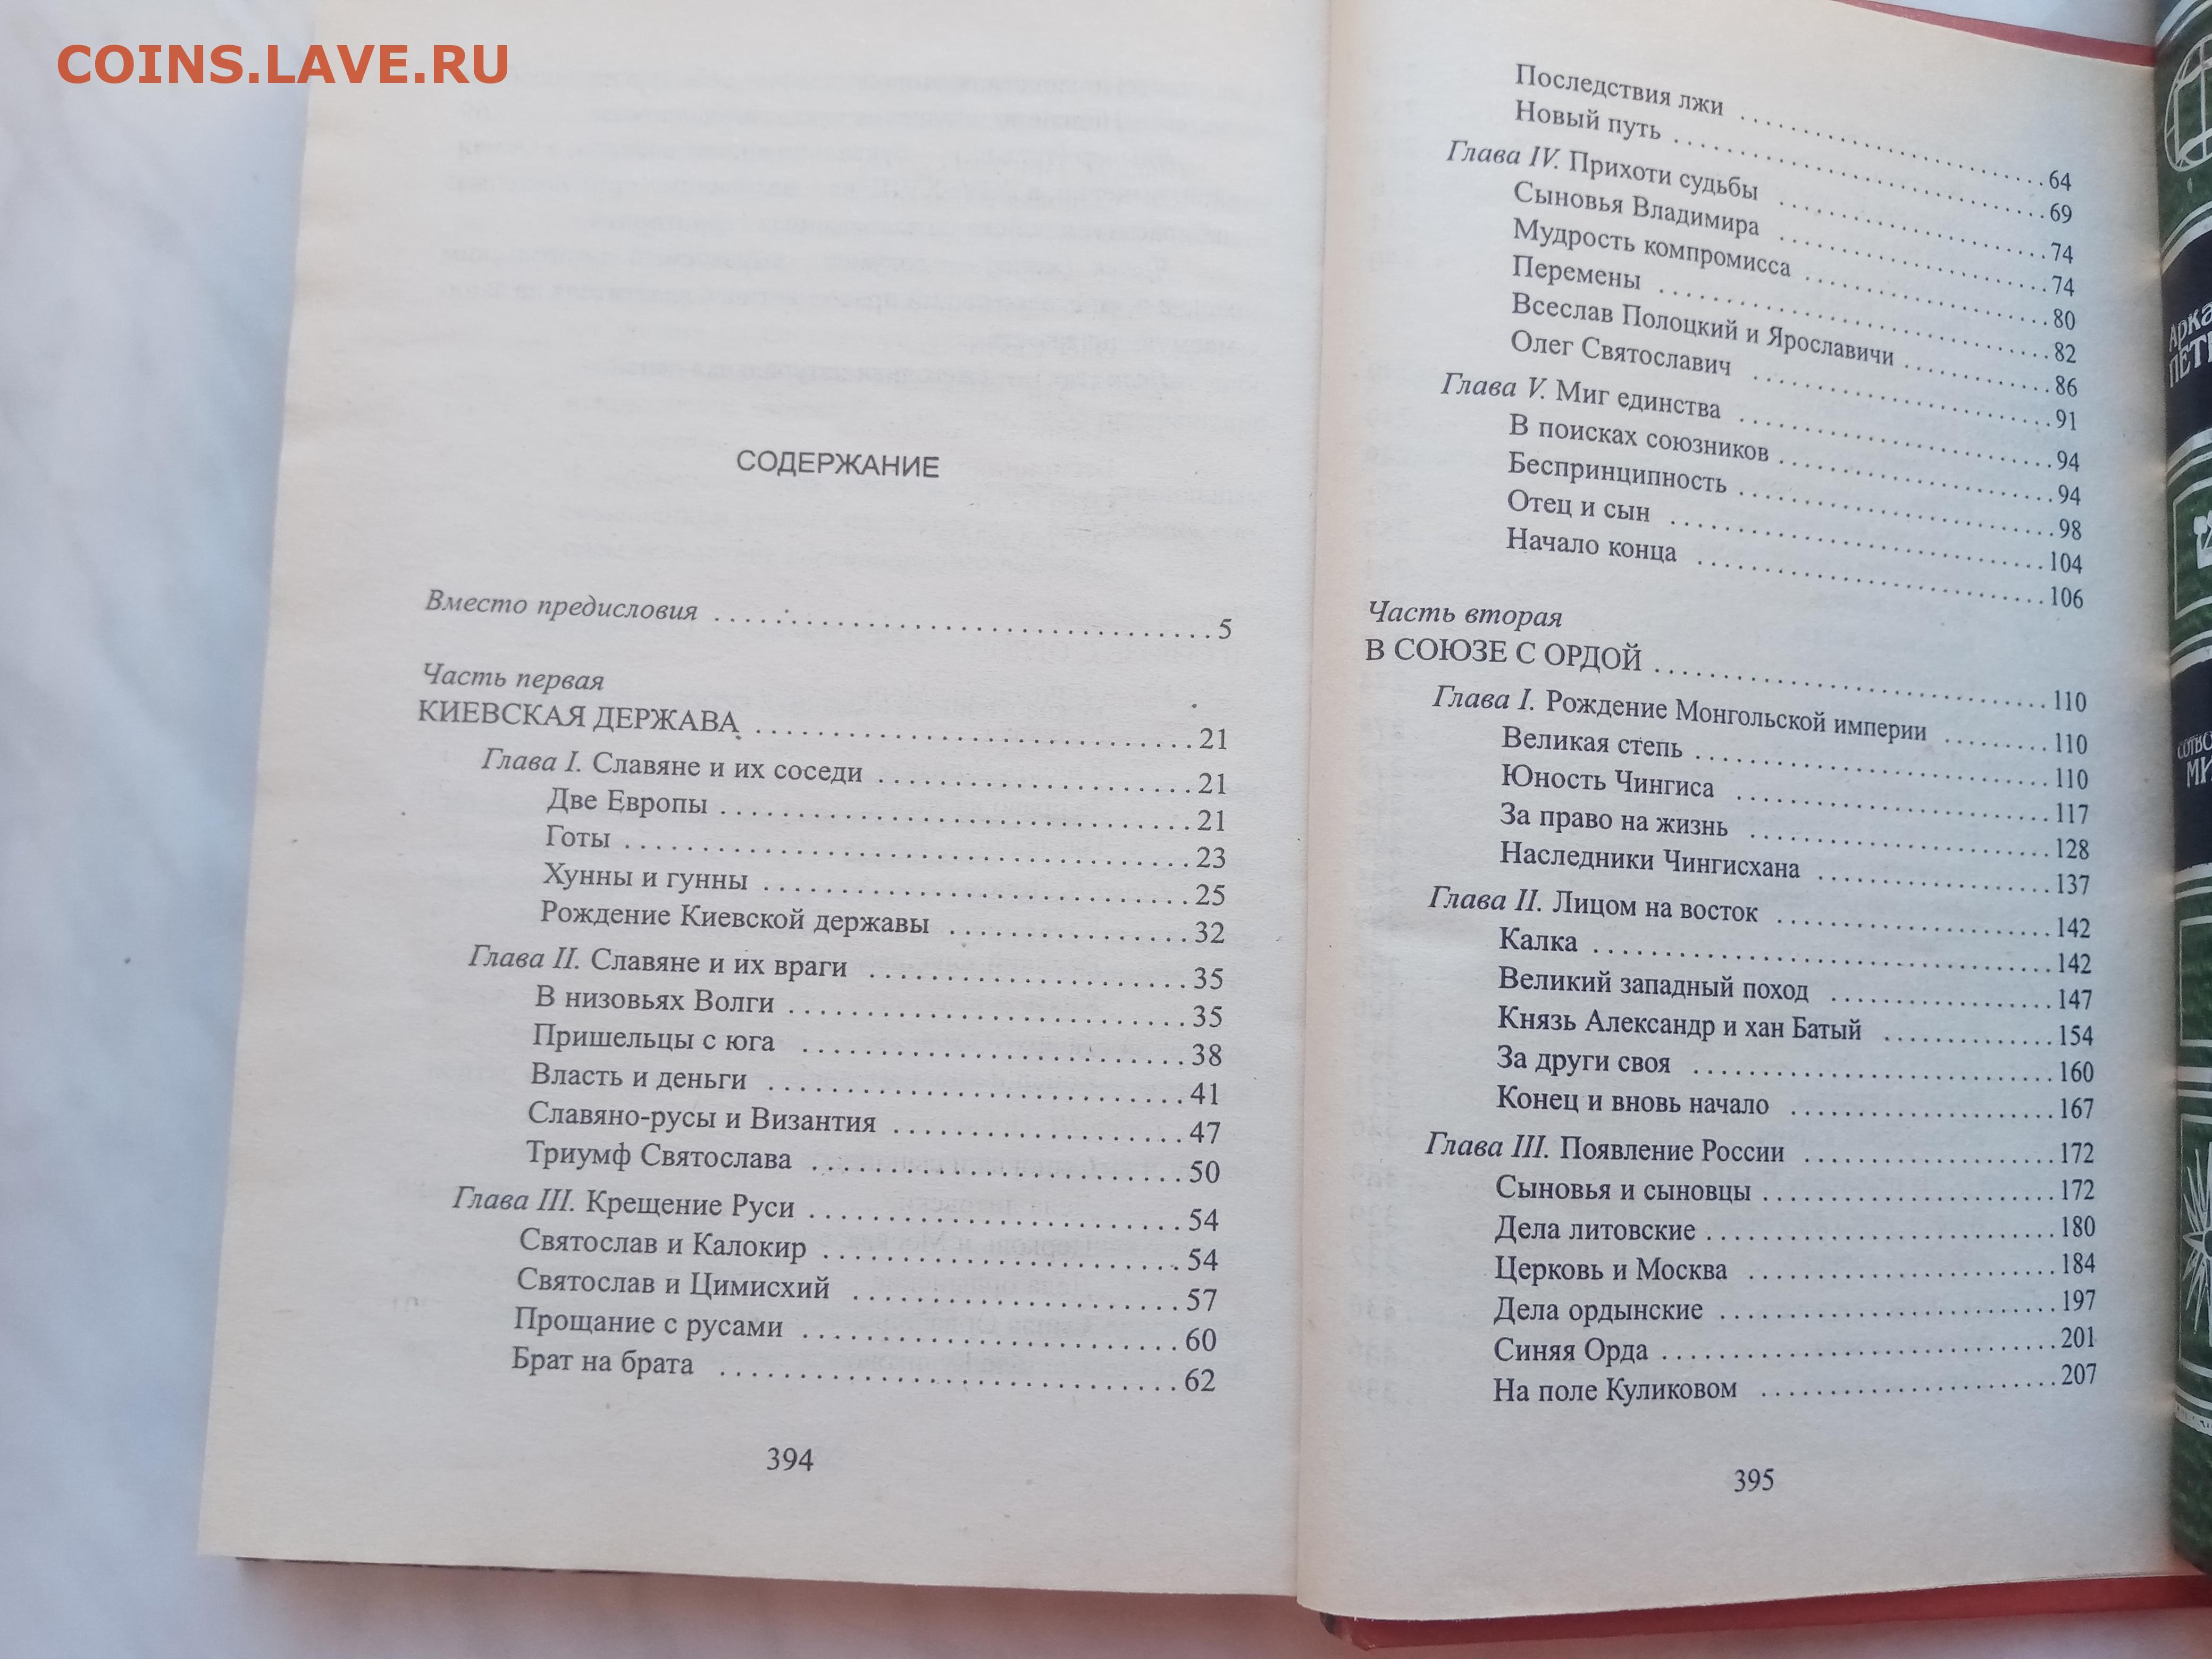 COINS.LAVE.RU
СОДЕРЖАНИЕ
Вместо предисловия 5
Часть первая
КИЕВСКАЯ ДЕРЖАВА 21
Глава I. Славяне и их соседи 21
Две Европы 21
Готы 23
Хунны и гунны 25
Рождение Киевской державы 32
Глава II. Славяне и их враги 35
В низовьях Волги 35
Пришельцы с юга 38
Власть и деньги 41
Славяно-русы и Византия 47
Триумф Святослава 50
Глава III. Крещение Руси 54
Святослав и Калокир 54
Святослав и Цимисхий 57
Прощание с русами 60
Брат на брата 62
394
Последствия лжи 64
Новый путь 69
Глава IV. Прихоти судьбы 74
Сыновья Владимира 74
Мудрость компромисса 80
Перемены 82
Всеслав Полоцкий и Ярославичи 86
Олег Святославич 91
Глава V. Миг единства 94
В поисках союзников 94
Беспринципность 98
Отец и сын 104
Начало конца 106
Часть вторая
В СОЮЗЕ С ОРДОЙ 110
Глава I. Рождение Монгольской империи 110
Великая степь 110
Юность Чингиса 117
За право на жизнь 128
Наследники Чингисхана 137
Глава II. Лицом на восток 142
Калка 142
Великий западный поход 147
Князь Александр и хан Батый 154
За други своя 160
Конец и вновь начало 167
Глава III. Появление России 172
Сыновья и сыновцы 172
Дела литовские 180
Церковь и Москва 184
Дела ордынские 197
Синяя Орда 201
На поле Куликовом 207
395